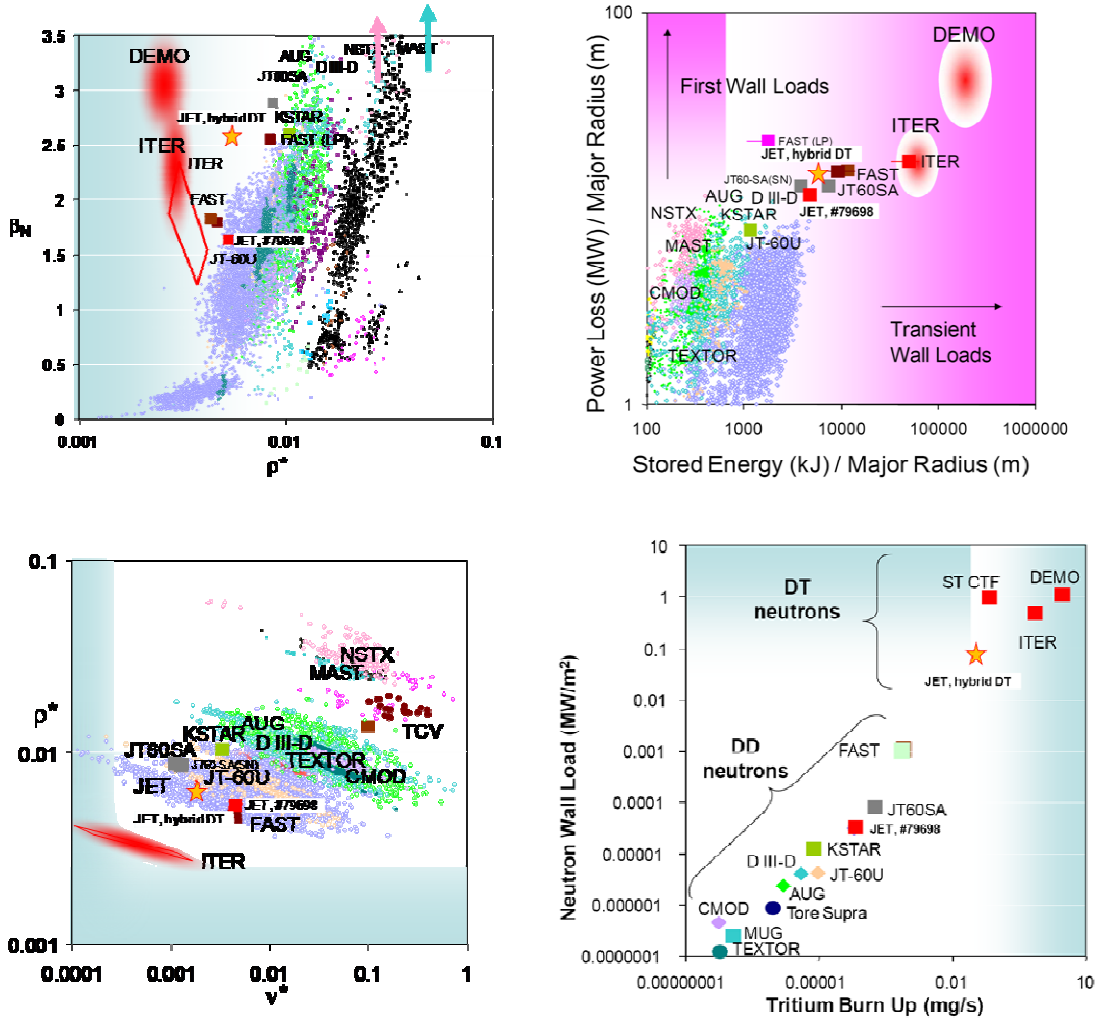 3.5
3
2.5
2
1.5
1
0.5
0
βN
0.001
0.01
0.1
ρ*
DEMO
AUG
NSTX
MAST
D III-D
JT60SA
JET, hybrid DT
KSTAR
FAST (LP)
ITER
ITER
FAST
JET, #79698
JT-60U
Power Loss (MW) / Major Radius (m)
100
1
100
1000
10000
100000
1000000
Stored Energy (kJ) / Major Radius (m)
DEMO
First Wall Loads
ITER
FAST (LP)
JET, hybrid DT
ITER
FAST
JT60-SA(SN)
JT60SA
AUG
D III-D
JET, #79698
NSTX
KSTAR
MAST
JT-60U
CMOD
TEXTOR
Transient
Wall Loads
0.1
0.01
0.001
ρ*
0.0001
0.001
0.01
0.1
1
ν*
NSTX
MAST
TCV
AUG
KSTAR
D III-D
JT60SA
JT60-SA(SN)
TEXTOR
JET
JT-60U
CMOD
JET, #79698
JET, hybrid DT
FAST
ITER
Neutron Wall Load (MW/m²)
10
1
0.1
0.01
0.001
0.0001
0.00001
0.000001
0.0000001
0.00000001
0.00001
0.01
10
Tritium Burn Up (mg/s)
DT
neutrons
ST CTF
DEMO
ITER
JET, hybrid DT
DD
neutrons
FAST
JT60SA
JET, #79698
KSTAR
D III-D
JT-60U
AUG
CMOD
Tore Supra
MUG
TEXTOR